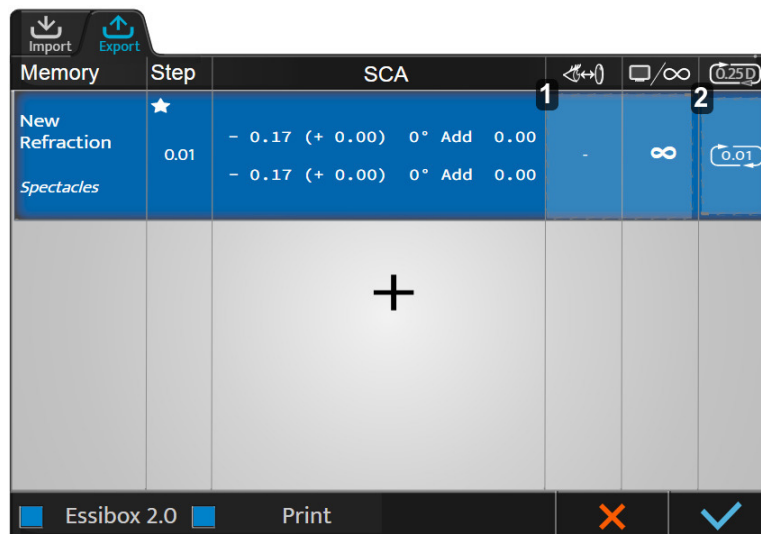 Import Export
Memory Step SCA 1 /∞ 2 0.25D
New
Refraction
Spectacles
0.01
- 0.17 (+ 0.00) 0° Add 0.00
- 0.17 (+ 0.00) 0° Add 0.00
- ∞ 0.01
+
Essibox 2.0 Print